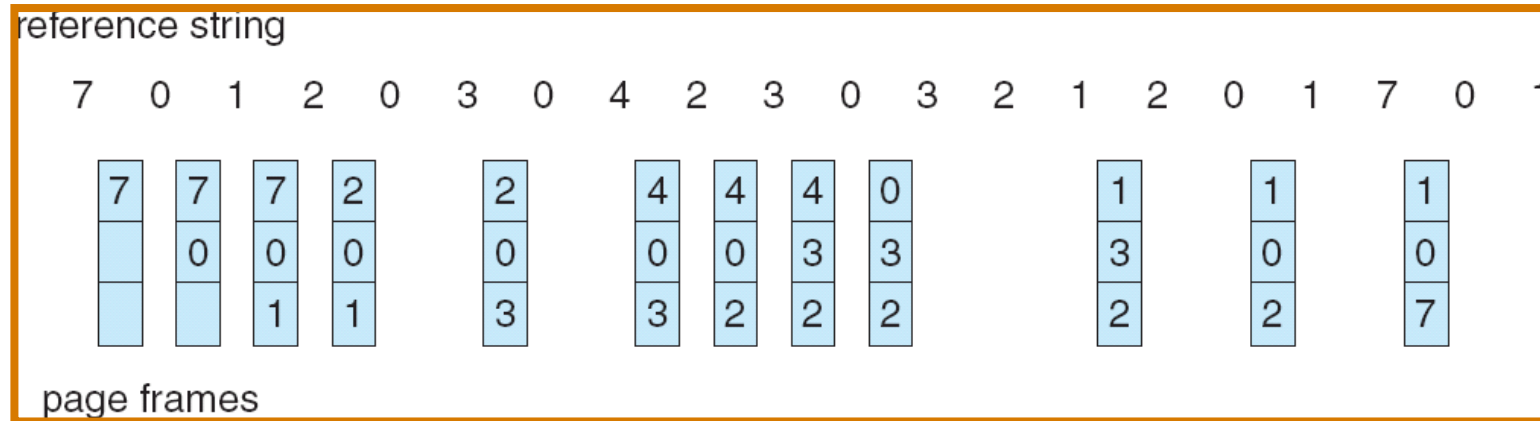 reference string
7 0 1 2 0 3 0 4 2 3 0 3 2 1 2 0 1 7 0 1
7 7 7 2 2 4 4 4 0 1 1 1
0 0 0 0 0 0 3 3 3 0 0
1 1 3 3 2 2 2 2 2 7
page frames